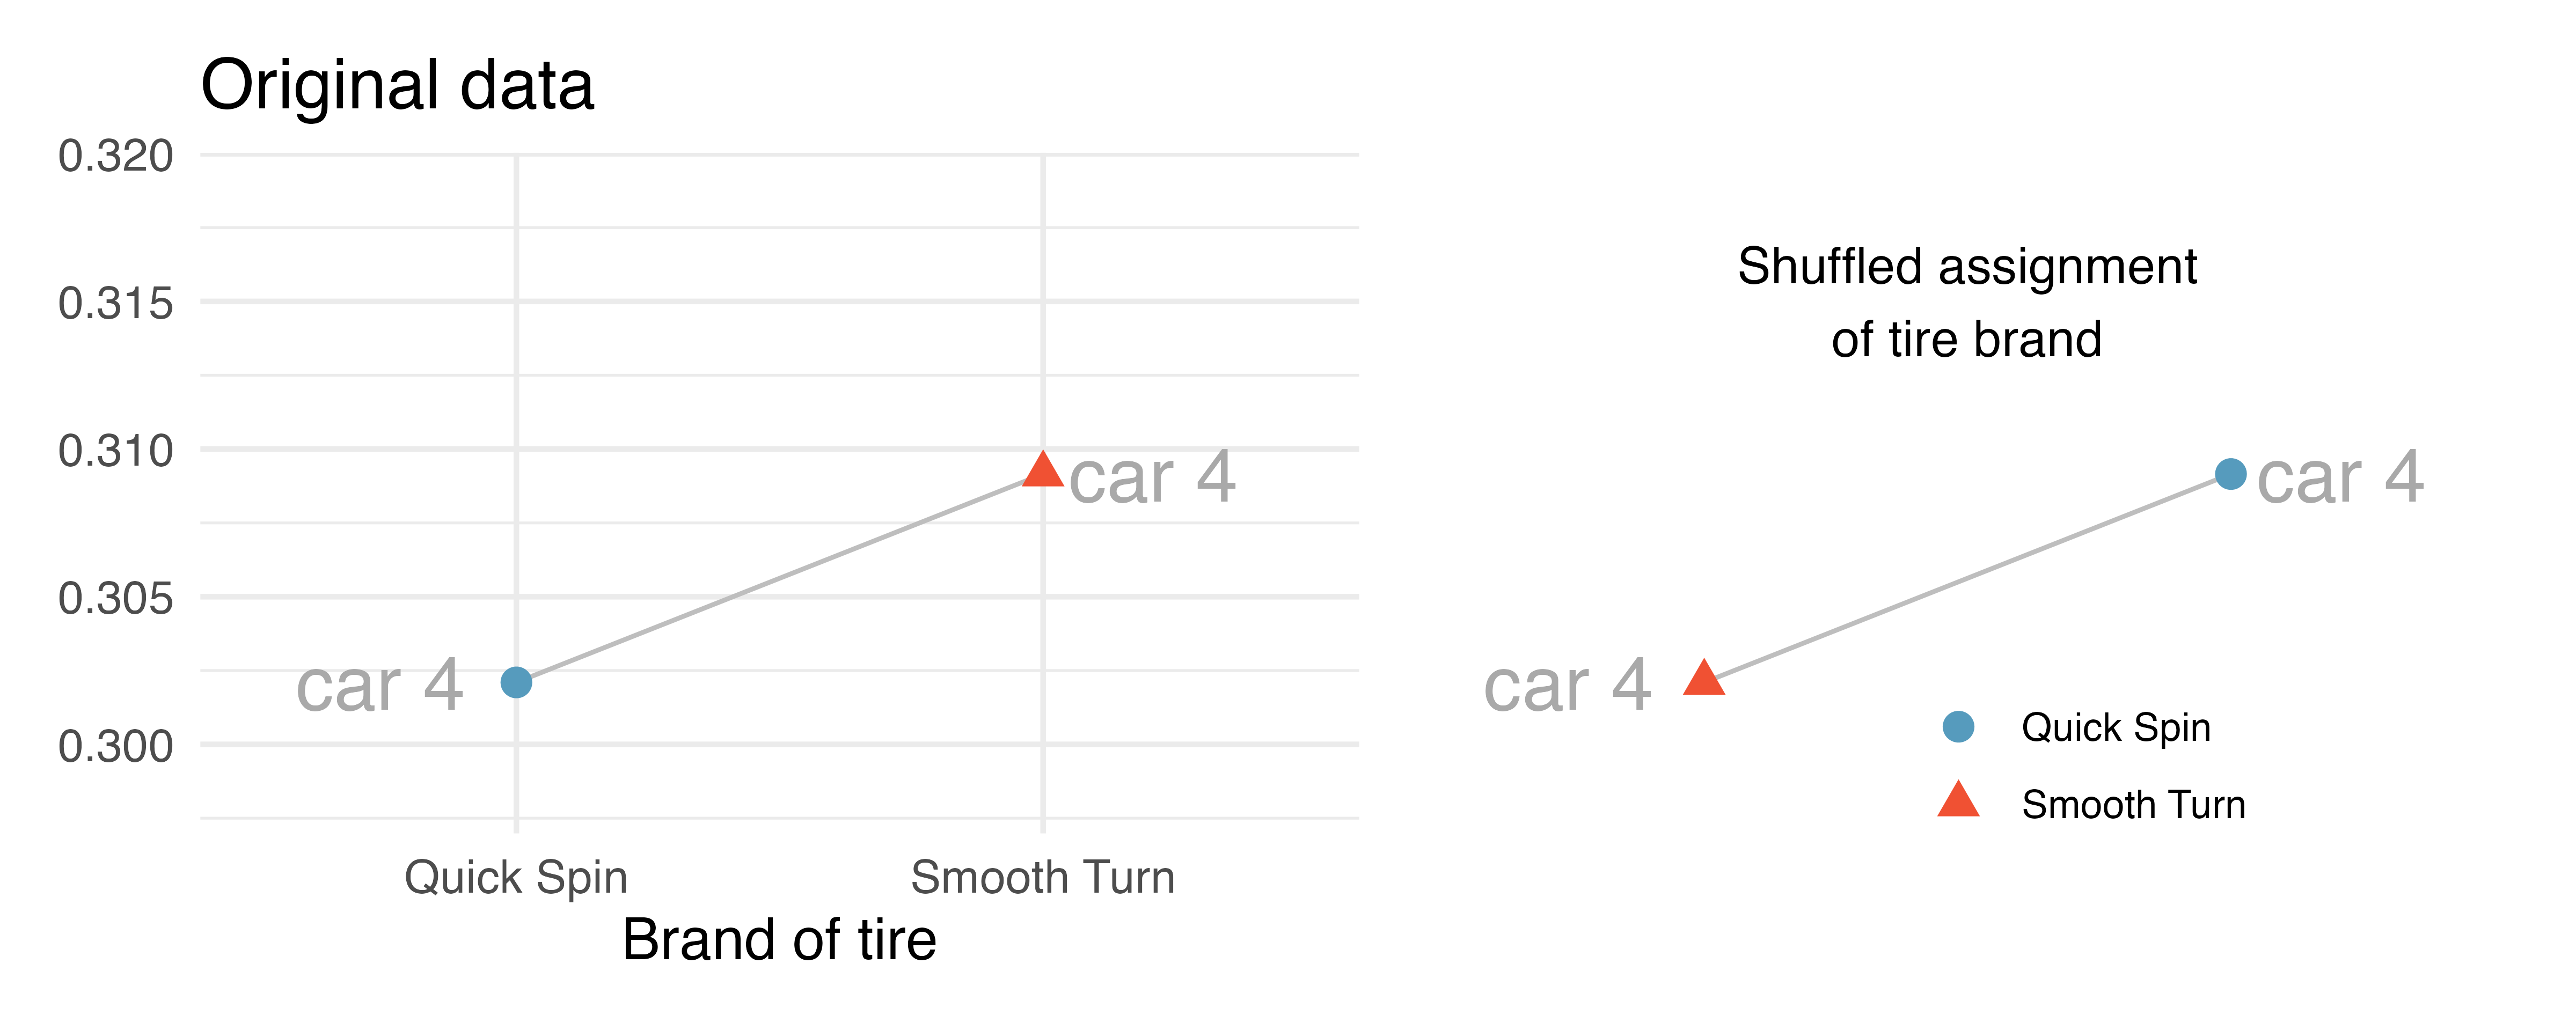 Original data
0.320
0.315
0.310
0.305
0.300
car 4
car 4
Quick Spin
Smooth Turn
Brand of tire
Shuffled assignment
of tire brand
car 4
car 4
Quick Spin
Smooth Turn